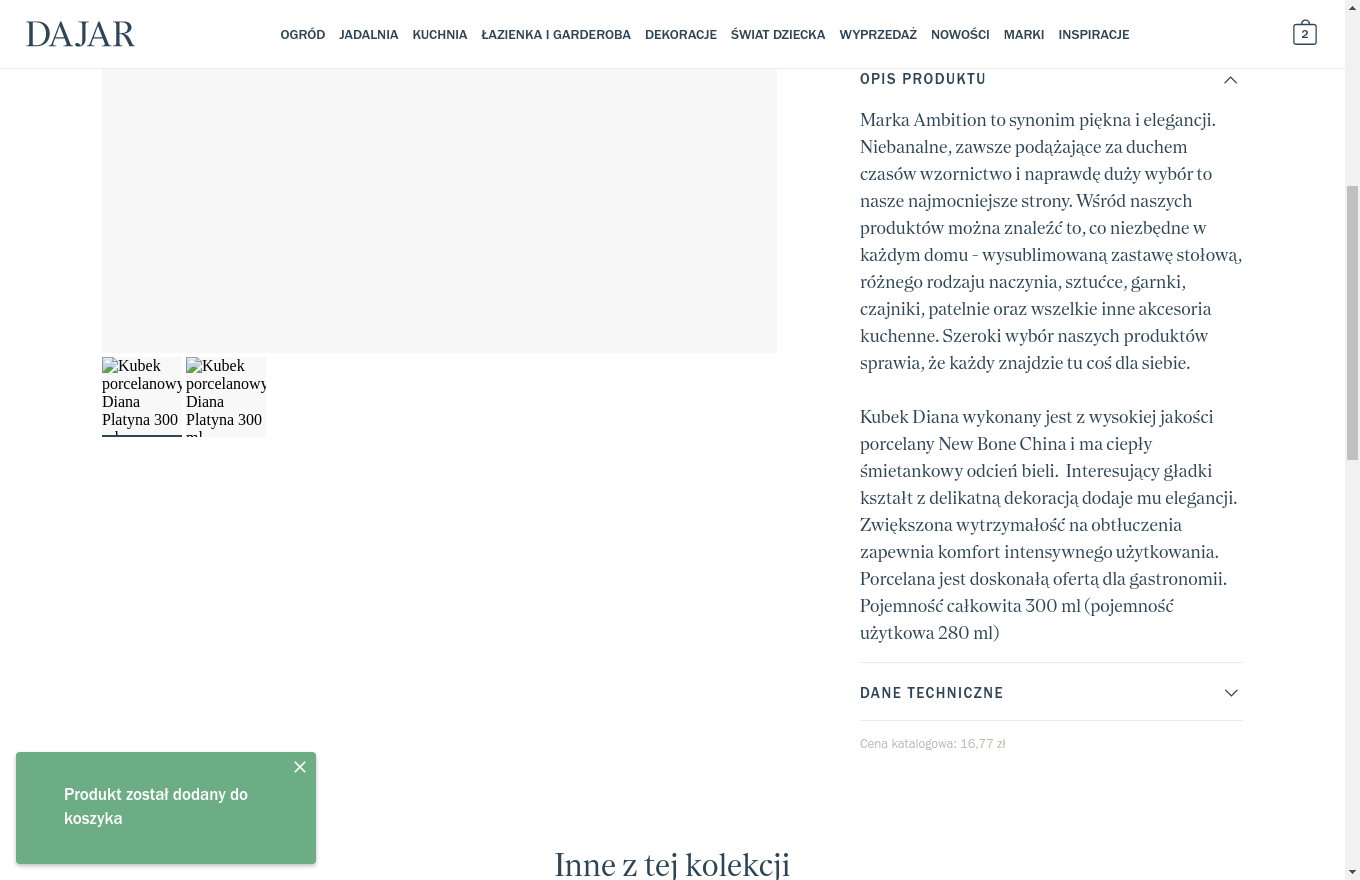 DAJAR
OGRÓD JADALNIA KUCHNIA ŁAZIENKA I GARDEROBA DEKORACJE ŚWIAT DZIECKA WYPRZEDAŻ NOWOŚCI MARKI INSPIRACJE
2
OPIS PRODUKTU
Marka Ambition to synonim piękna i elegancji.
Niebanalne, zawsze podążające za duchem
czasów wzornictwo i naprawdę duży wybór to
nasze najmocniejsze strony. Wśród naszych
produktów można znaleźć to, co niezbędne w
każdym domu - wysublimowaną zastawę stołową,
różnego rodzaju naczynia, sztućce, garnki,
czajniki, patelnie oraz wszelkie inne akcesoria
kuchenne. Szeroki wybór naszych produktów
sprawia, że każdy znajdzie tu coś dla siebie.
Kubek Diana wykonany jest z wysokiej jakości
porcelany New Bone China i ma ciepły
śmietankowy odcień bieli. Interesujący gładki
kształt z delikatną dekoracją dodaje mu elegancji.
Zwiększona wytrzymałość na obtłuczenia
zapewnia komfort intensywnego użytkowania.
Porcelana jest doskonałą ofertą dla gastronomii.
Pojemność całkowita 300 ml (pojemność
użytkowa 280 ml)
DANE TECHNICZNE
Cena katalogowa: 16,77 zł
Kubek
porcelanowy
Diana
Platyna 300
Kubek
porcelanowy
Diana
Platyna 300
ml
Produkt został dodany do
koszyka
Inne z tej kolekcji